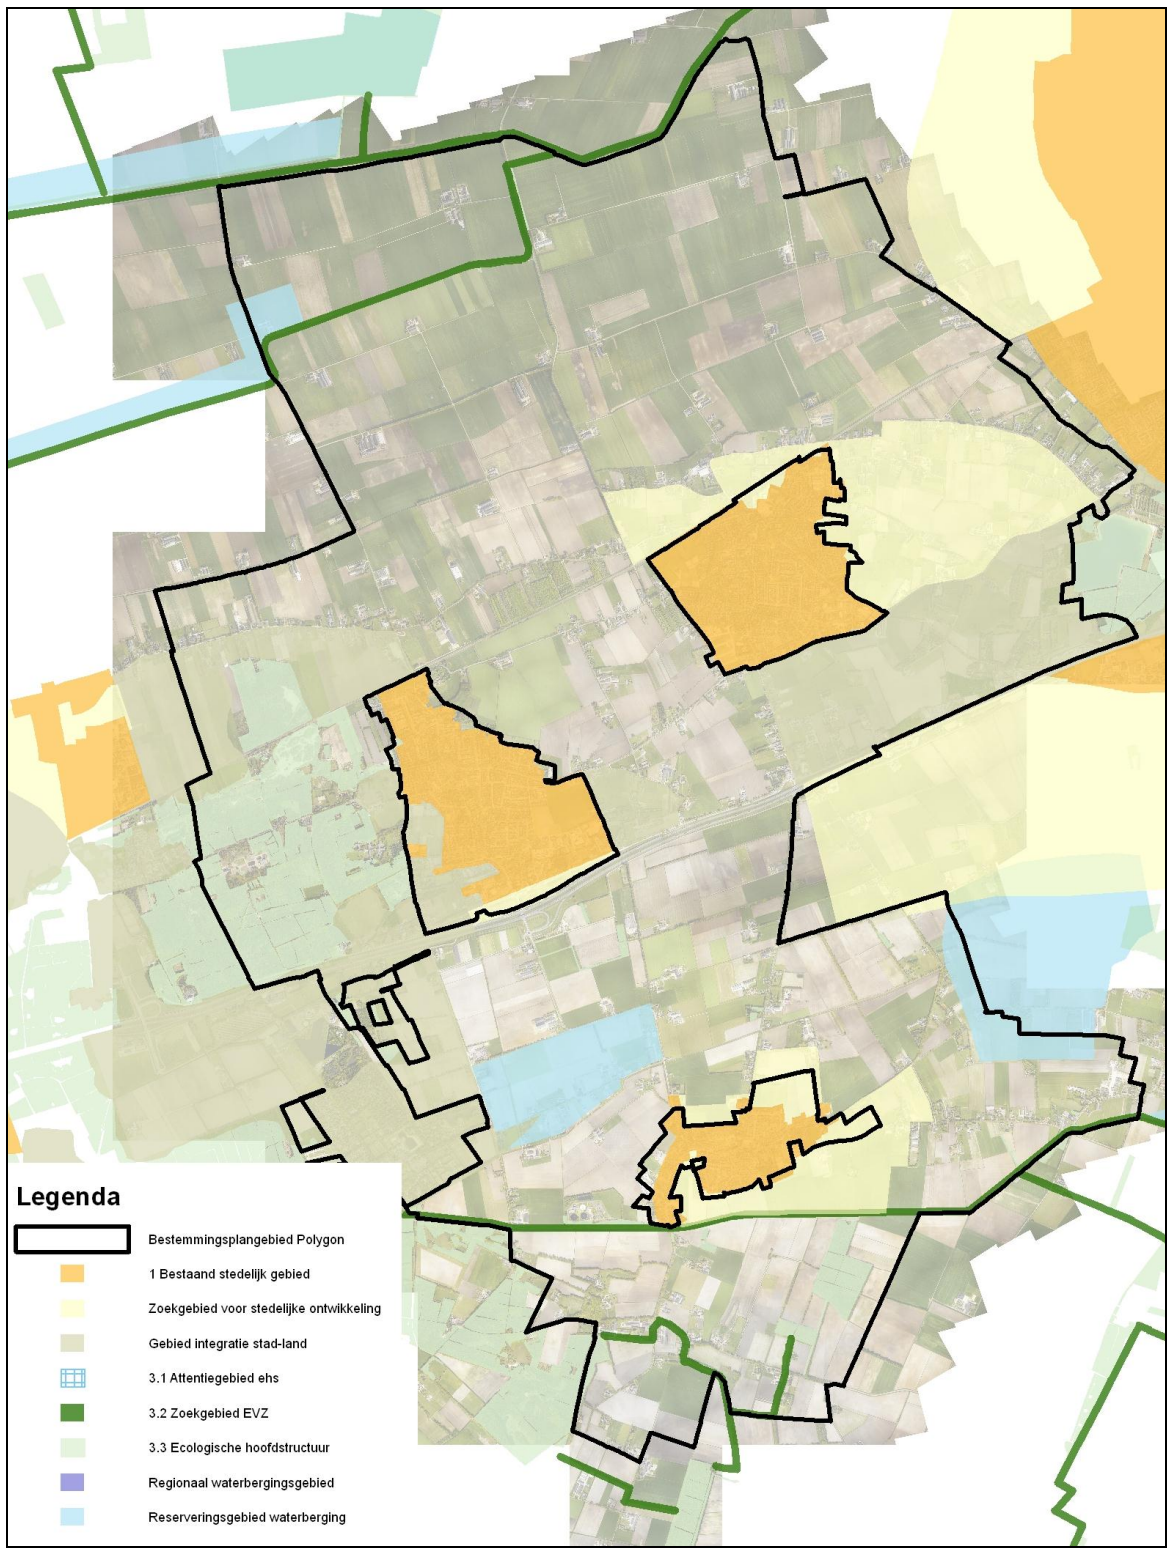 Legenda
Bestemmingsplangebied Polygon
1 Bestaand stedelijk gebied
Zoekgebied voor stedelijke ontwikkeling
Gebied integratie stad-land
3.1 Attentiegebied ehs
3.2 Zoekgebied EVZ
3.3 Ecologische hoofdstructuur
Regionaal waterbergingsgebied
Reserveringsgebied waterberging